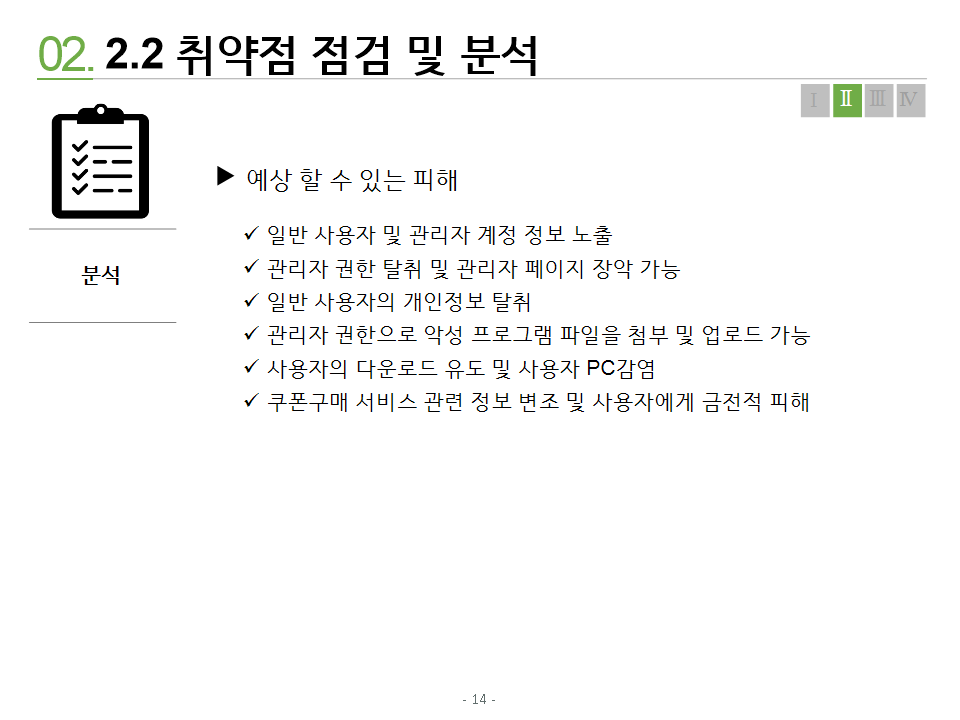 02. 2.2 취약점 점검 및 분석
Ⅰ Ⅱ Ⅲ Ⅳ
▶ 예상 할 수 있는 피해
✓ 일반 사용자 및 관리자 계정 정보 노출
분석
✓ 관리자 권한 탈취 및 관리자 페이지 장악 가능
✓ 일반 사용자의 개인정보 탈취
✓ 관리자 권한으로 악성 프로그램 파일을 첨부 및 업로드 가능
✓ 사용자의 다운로드 유도 및 사용자 PC감염
✓ 쿠폰구매 서비스 관련 정보 변조 및 사용자에게 금전적 피해
- 14 -